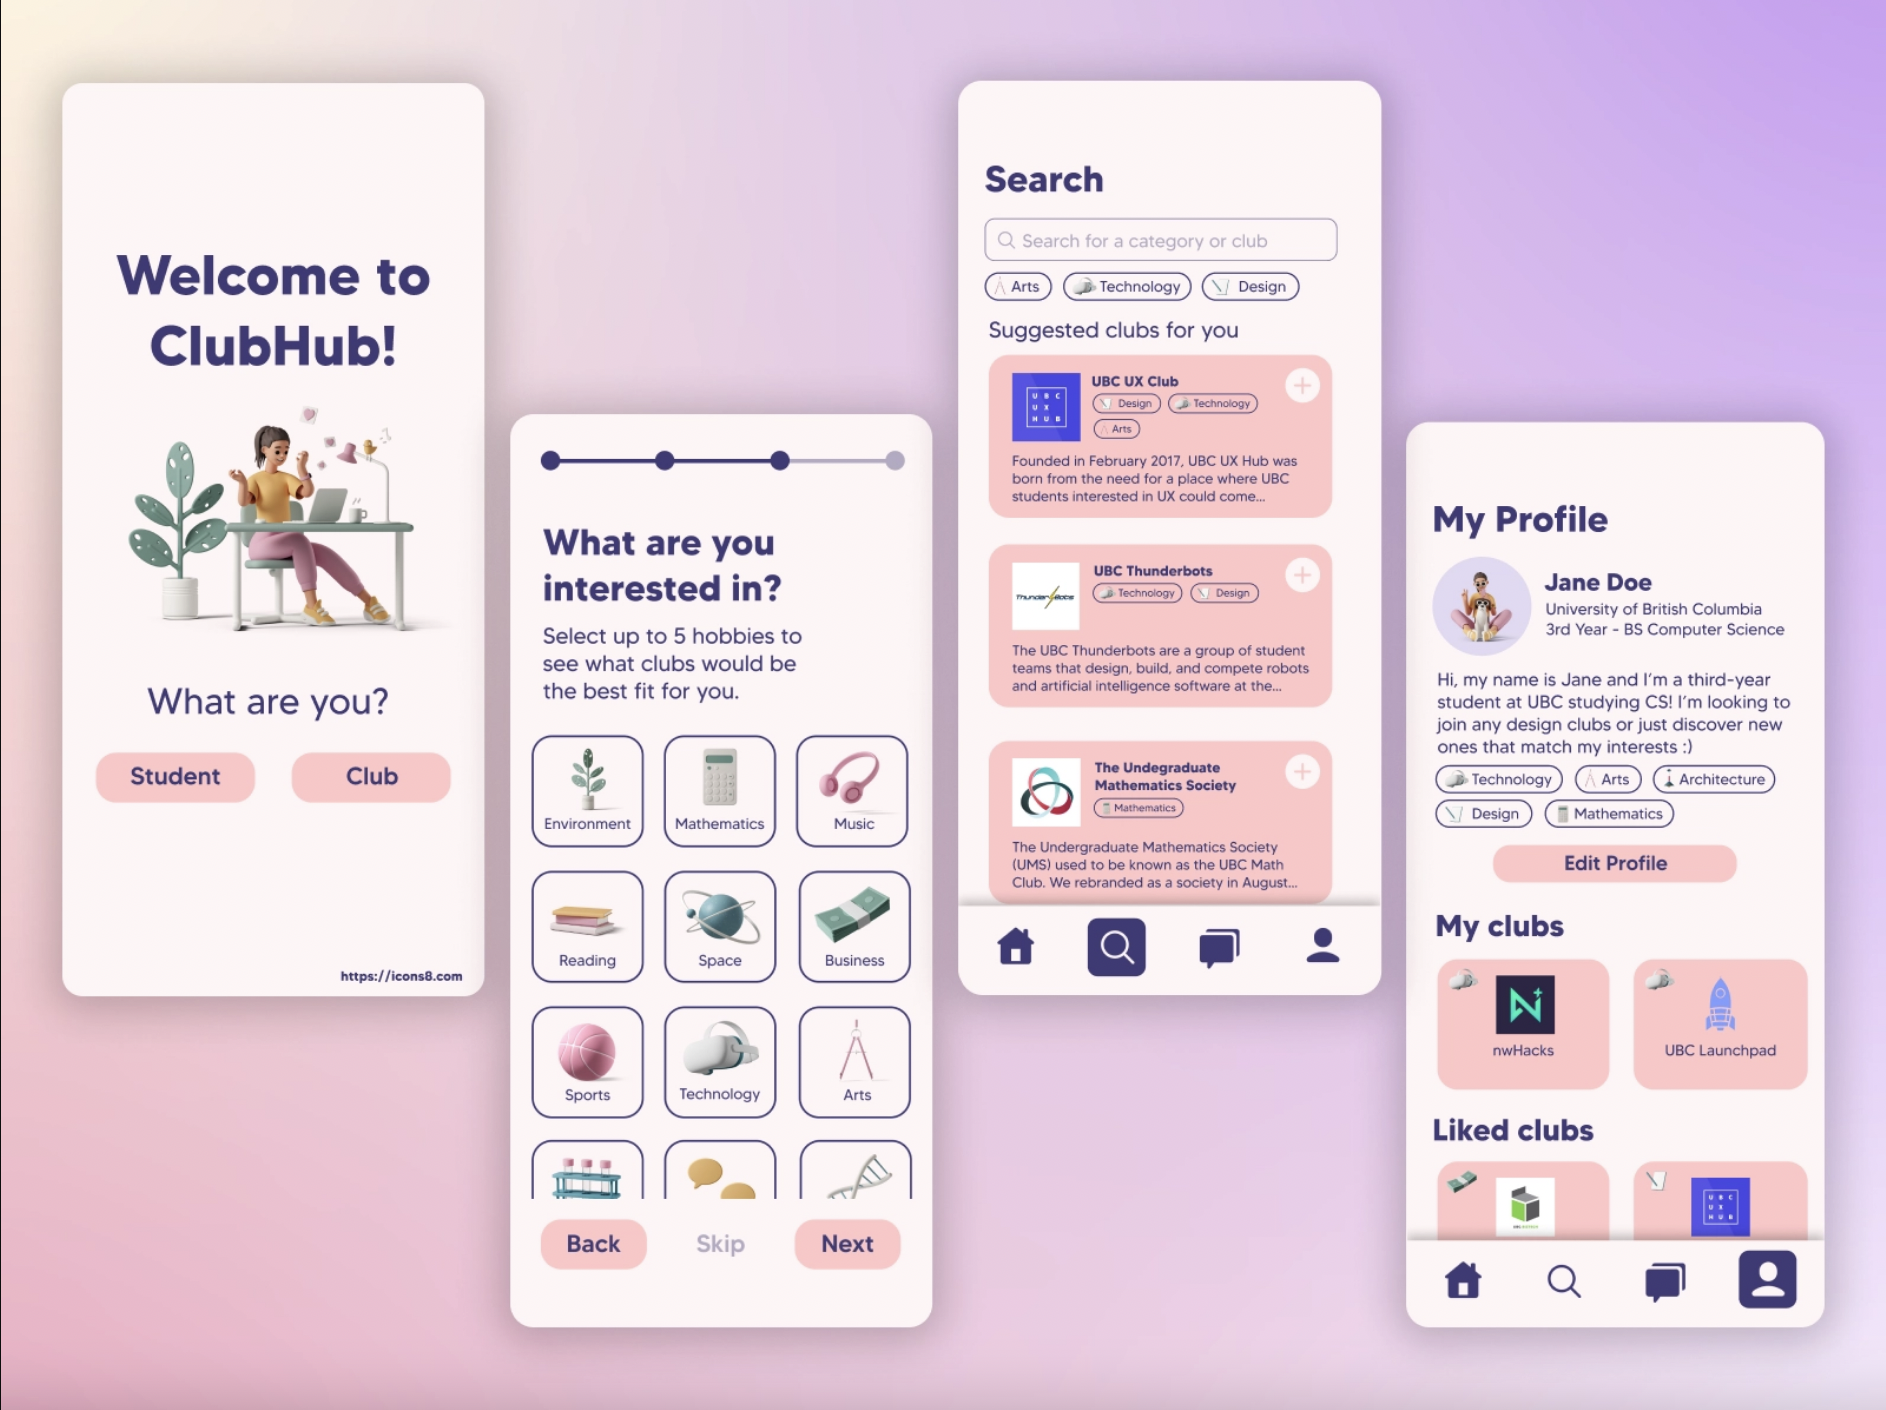 Welcome to
ClubHub!
What are you?
Student
Club
https://icons8.com
What are you
interested in?
Select up to 5 hobbies to
see what clubs would be
the best fit for you.
Environment
Mathematics
Music
Reading
Space
Business
Sports
Technology
Arts
Back
Skip
Next
Search
Search for a category or club
Arts
Technology
Design
Suggested clubs for you
UBC
UX
HUB
UBC UX Club
Design
Technology
Arts
Founded in February 2017, UBC UX Hub was
born from the need for a place where UBC
students interested in UX could come...
ThunderBots
UBC Thunderbots
Technology
Design
The UBC Thunderbots are a group of student
teams that design, build, and compete robots
and artificial intelligence software at the...
The Undegraduate
Mathematics Society
Mathematics
The Undergraduate Mathematics Society
(UMS) used to be known as the UBC Math
Club. We rebranded as a society in August...
My Profile
Jane Doe
University of British Columbia
3rd Year - BS Computer Science
Hi, my name is Jane and I'm a third-year
student at UBC studying CS! I'm looking to
join any design clubs or just discover new
ones that match my interests :)
Technology
Arts
Architecture
Design
Mathematics
Edit Profile
My clubs
nwHacks
UBC Launchpad
Liked clubs
UBC
UX
HUB